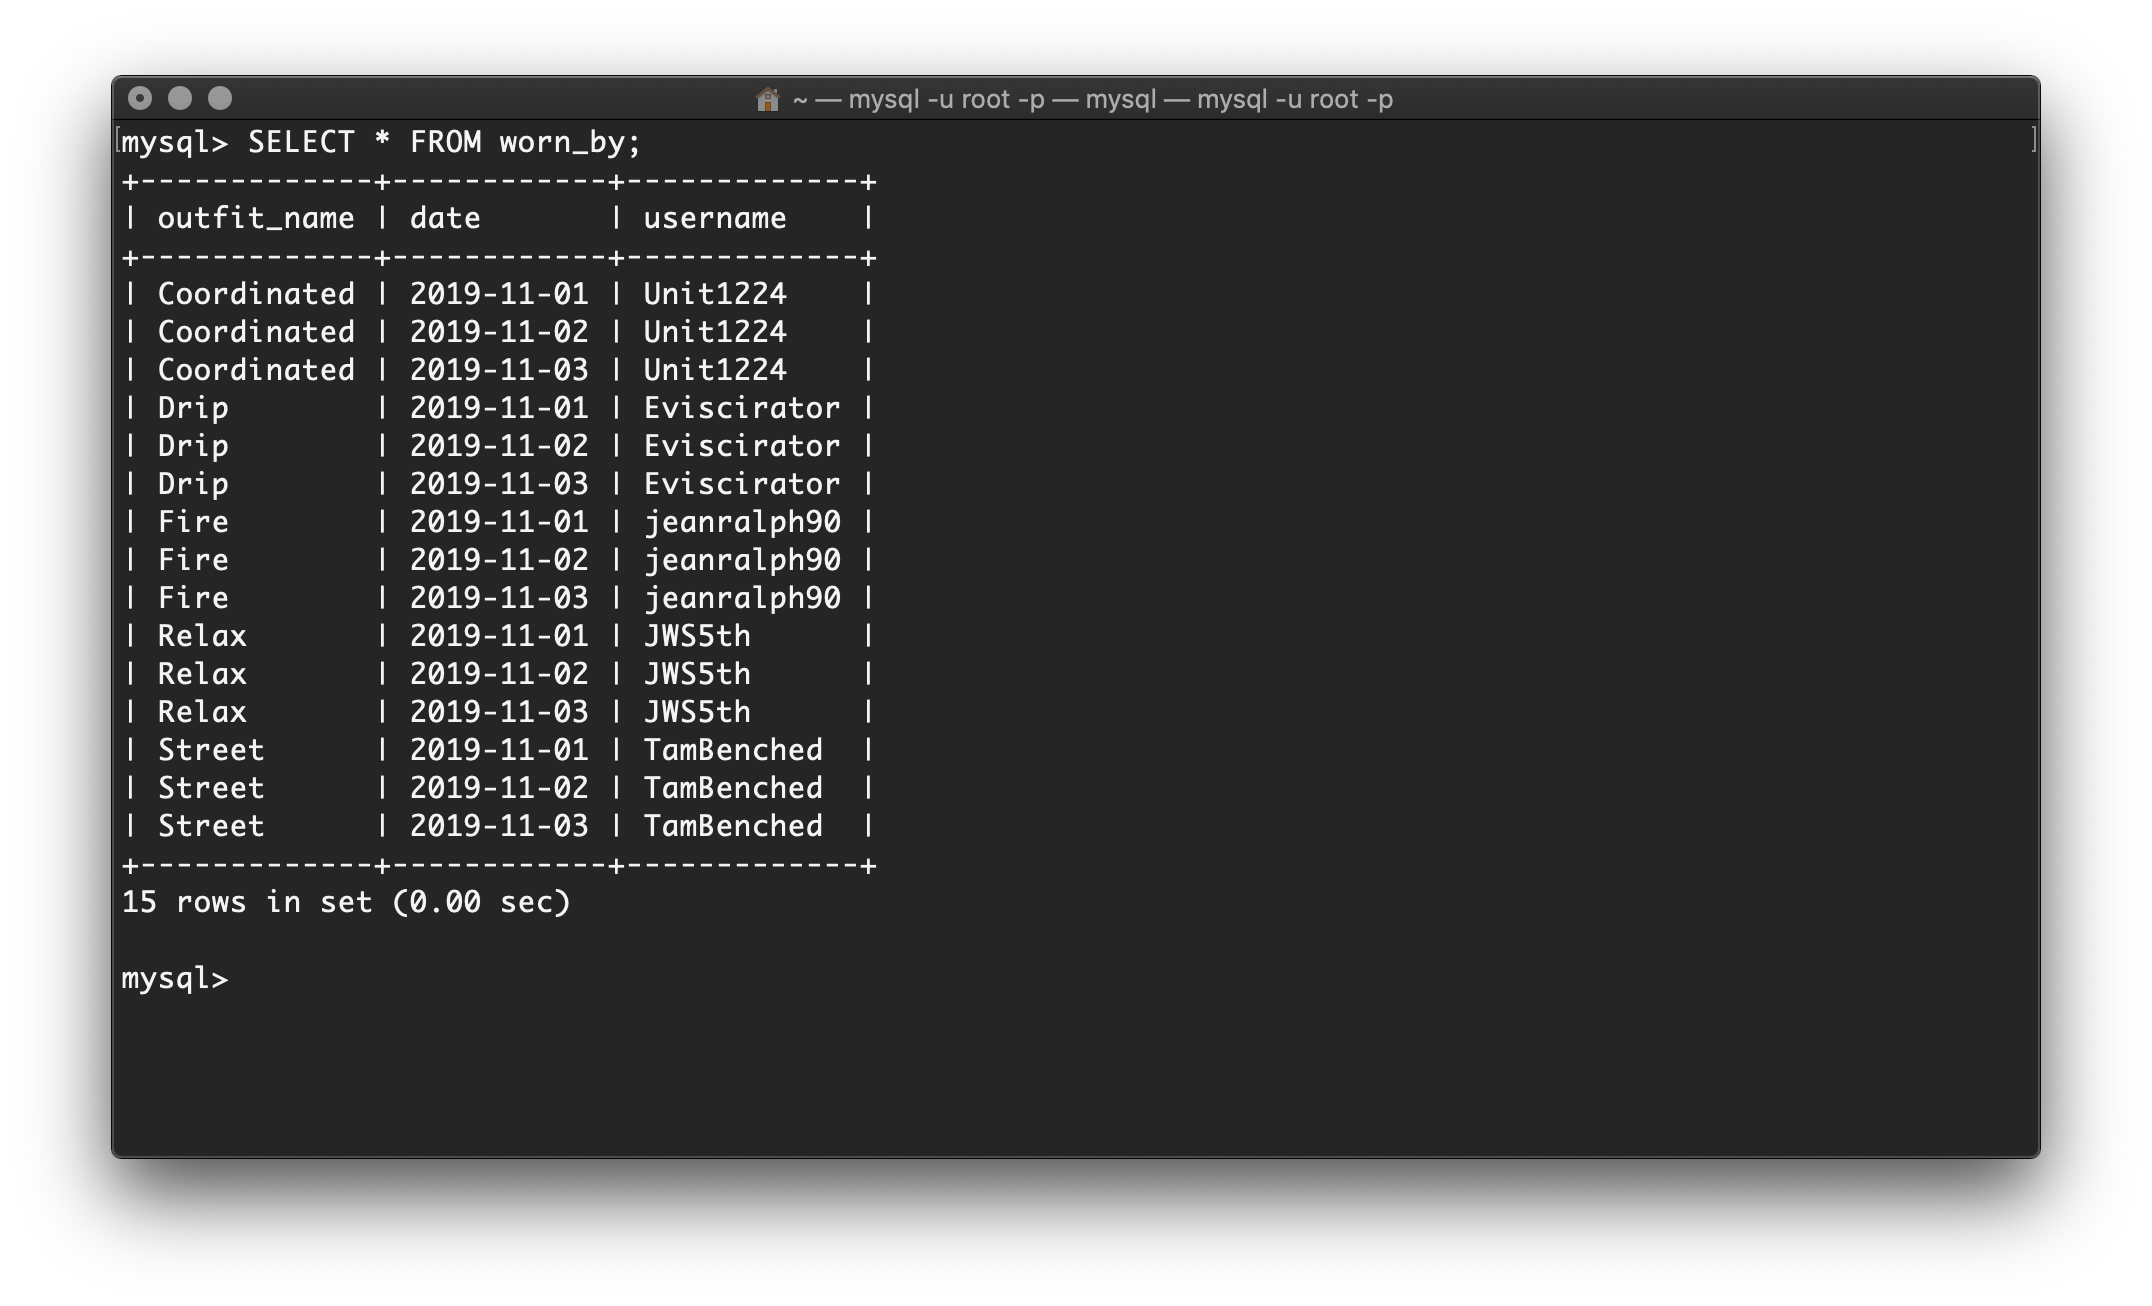 ~ — mysql -u root -p — mysql — mysql -u root -p
mysql> SELECT * FROM worn_by;
+-------------+------------+-------------+
| outfit_name | date       | username    |
+-------------+------------+-------------+
| Coordinated | 2019-11-01 | Unit1224    |
| Coordinated | 2019-11-02 | Unit1224    |
| Coordinated | 2019-11-03 | Unit1224    |
| Drip        | 2019-11-01 | Eviscirator |
| Drip        | 2019-11-02 | Eviscirator |
| Drip        | 2019-11-03 | Eviscirator |
| Fire        | 2019-11-01 | jeanralph90 |
| Fire        | 2019-11-02 | jeanralph90 |
| Fire        | 2019-11-03 | jeanralph90 |
| Relax       | 2019-11-01 | JWS5th      |
| Relax       | 2019-11-02 | JWS5th      |
| Relax       | 2019-11-03 | JWS5th      |
| Street      | 2019-11-01 | TamBenched  |
| Street      | 2019-11-02 | TamBenched  |
| Street      | 2019-11-03 | TamBenched  |
+-------------+------------+-------------+
15 rows in set (0.00 sec)
mysql>